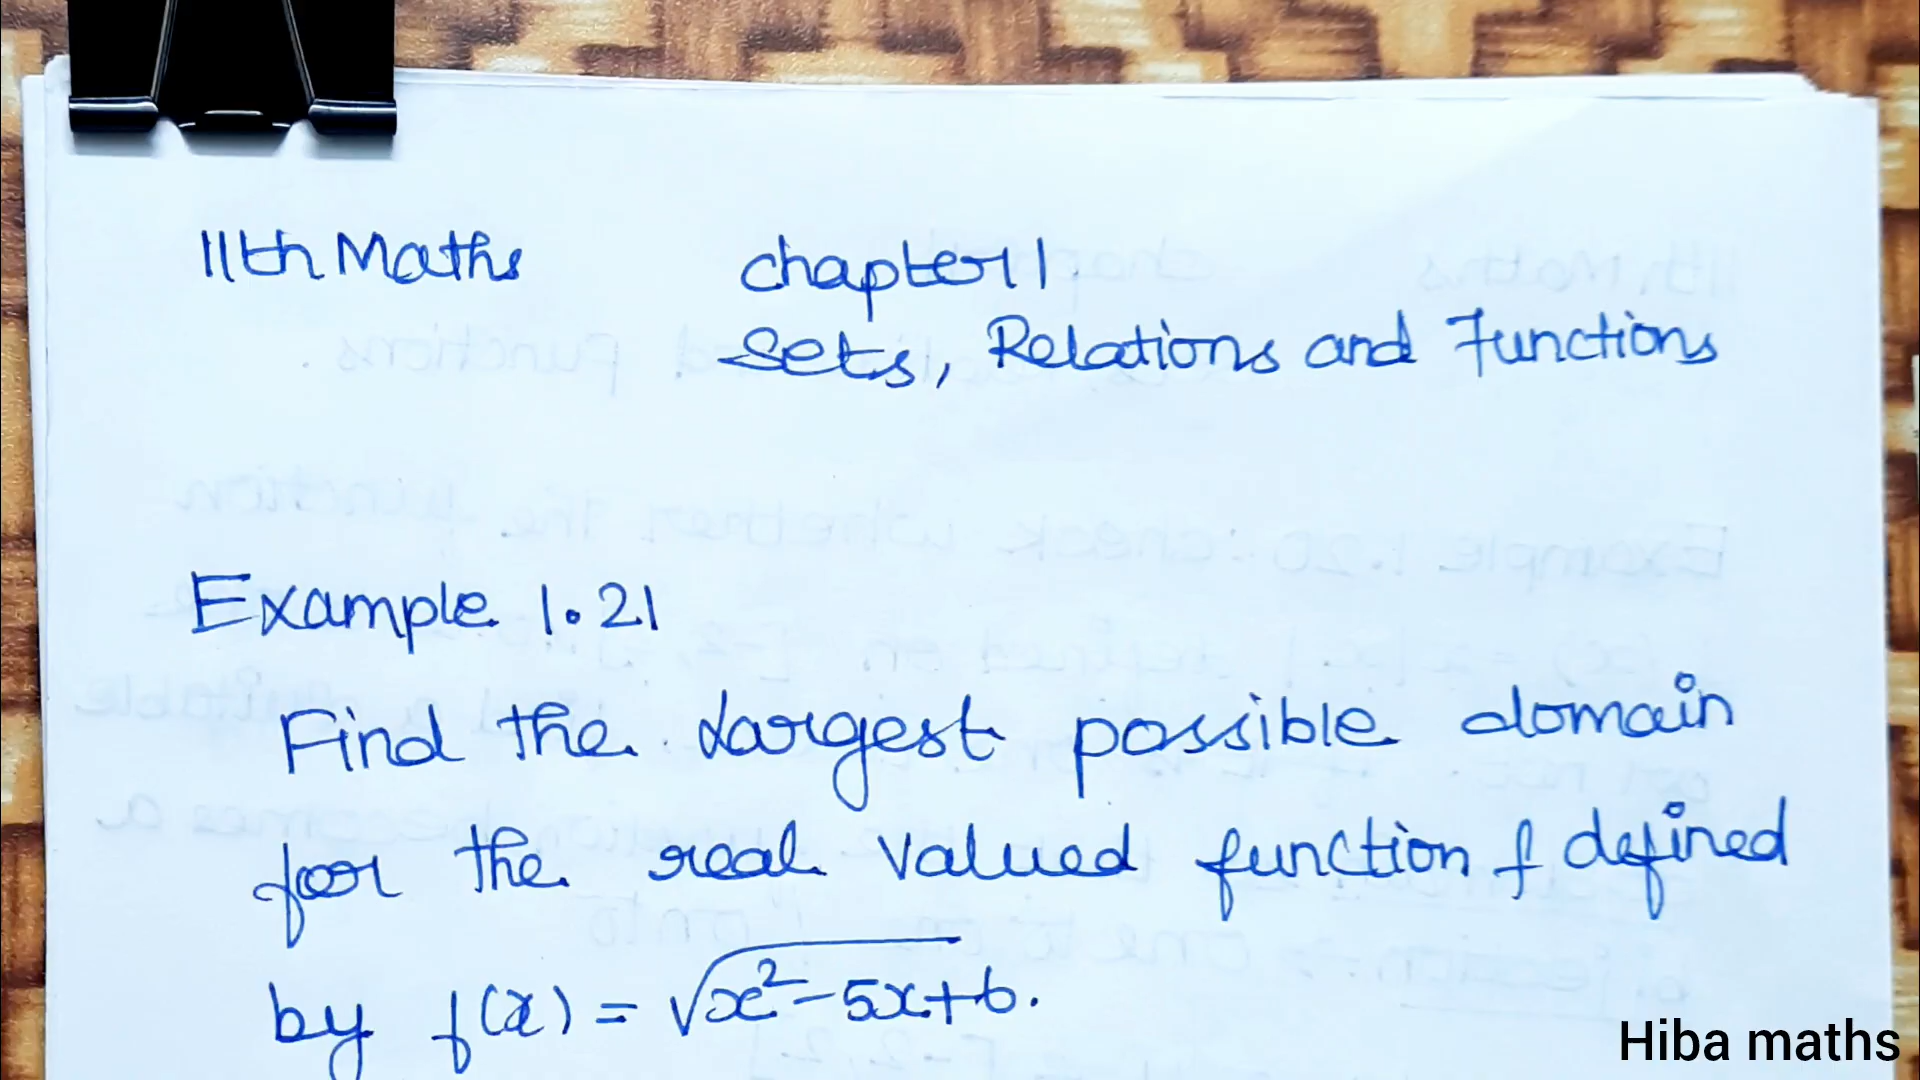 11th Maths chapter 1
Sets, Relations and Functions
Example 1.21
Find the Largest possible domain
for the real valued function f defined
by f(x) = √x²-5x+6.
Hiba maths